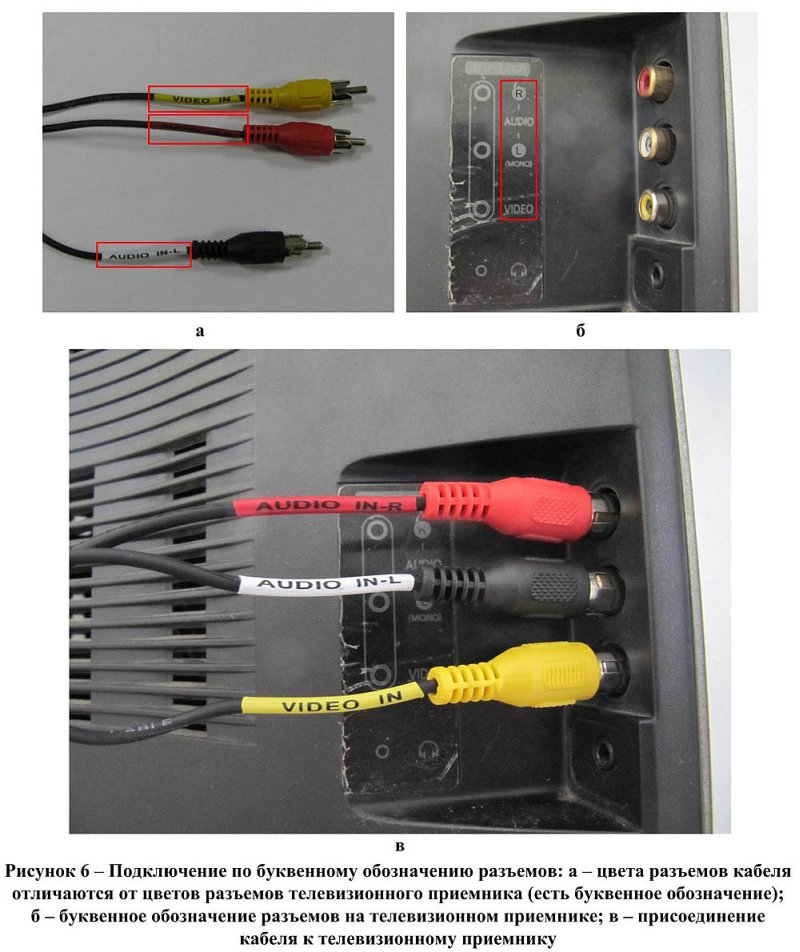 VIDEO IN
AUDIO IN-L
R
AUDIO
L
(MONO)
VIDEO
а
б
AUDIO IN-R
AUDIO IN-L
VIDEO IN
R
AUDIO
(MONO)
в
Рисунок 6 – Подключение по буквенному обозначению разъемов: а – цвета разъемов кабеля
отличаются от цветов разъемов телевизионного приемника (есть буквенное обозначение);
б – буквенное обозначение разъемов на телевизионном приемнике; в – присоединение
кабеля к телевизионному приемнику